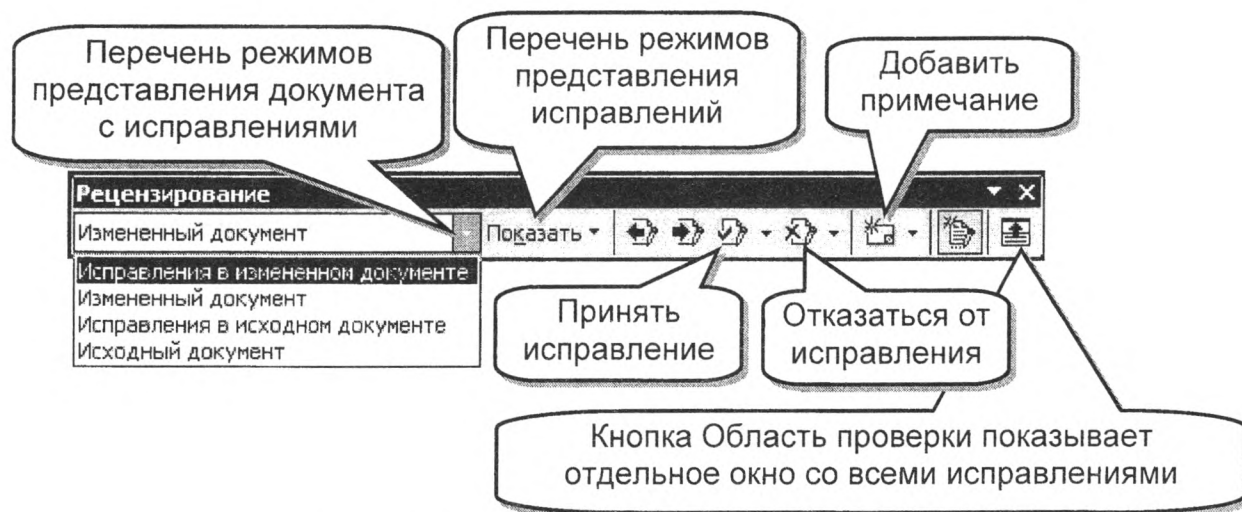 Перечень режимов
представления документа
с исправлениями
Перечень режимов
представления
исправлений
Добавить
примечание
Рецензирование
Измененный документ
Показать
Исправления в измененном документе
Измененный документ
Исправления в исходном документе
Исходный документ
Принять
исправление
Отказаться от
исправления
Кнопка Область проверки показывает
отдельное окно со всеми исправлениями